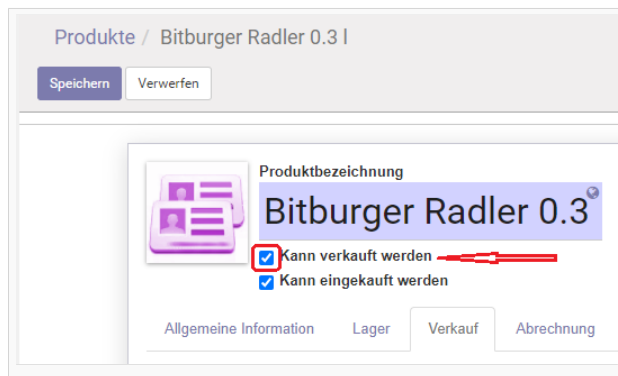 Produkte / Bitburger Radler 0.3 l
Speichern Verwerfen
Produktbezeichnung
Bitburger Radler 0.3
Kann verkauft werden
Kann eingekauft werden
Allgemeine Information Lager Verkauf Abrechnung